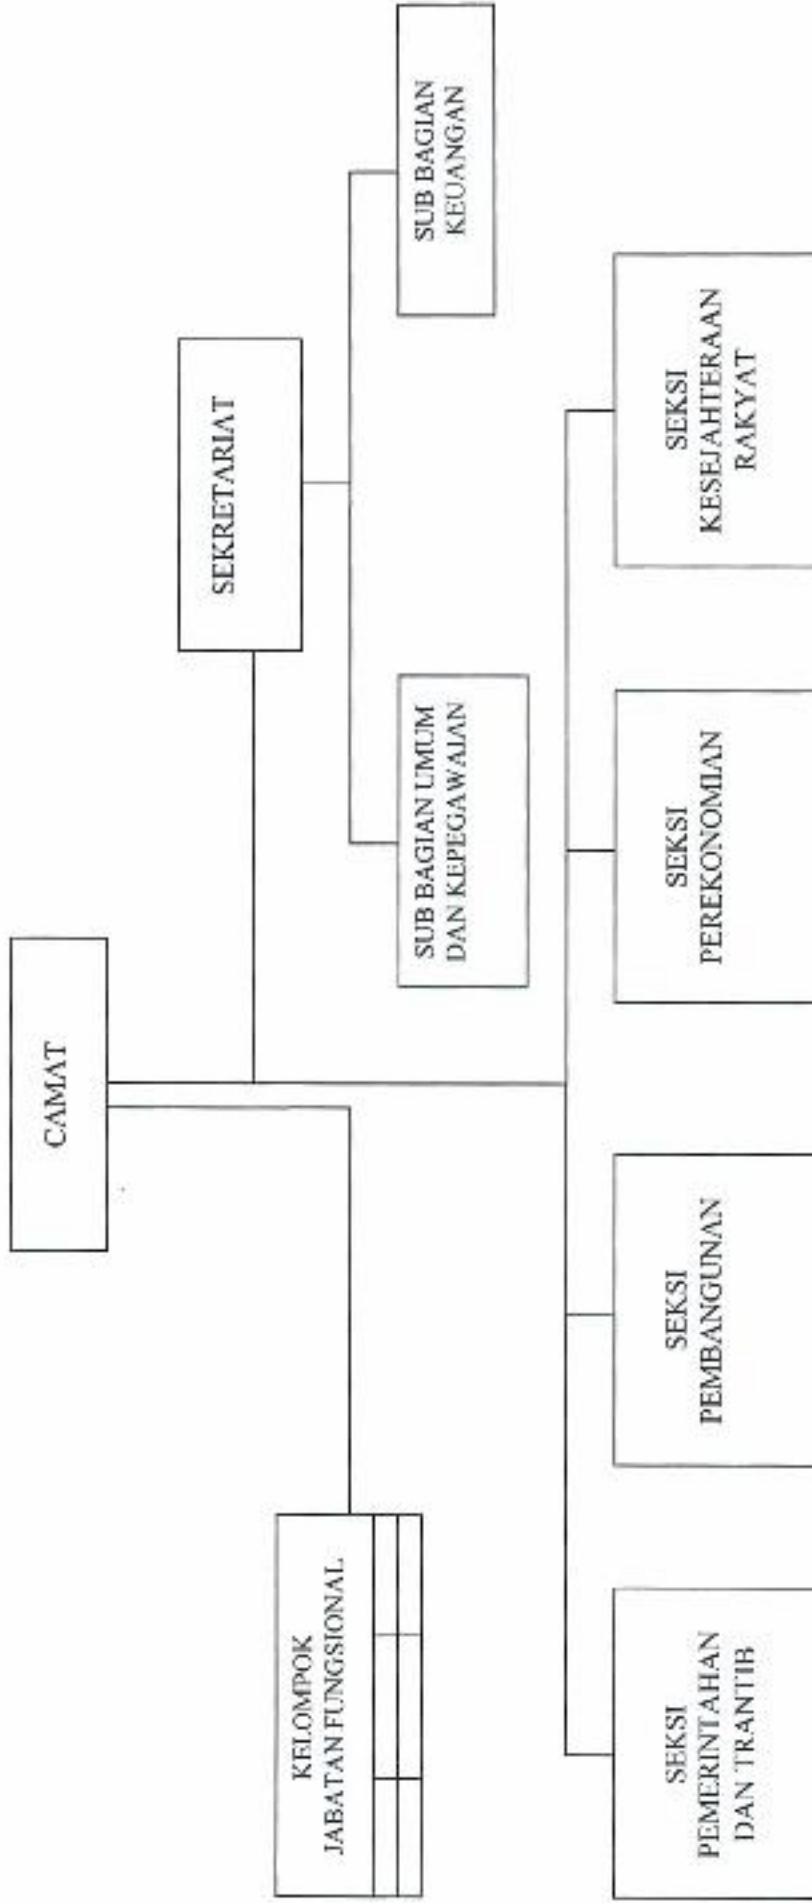 CAMAT
SEKRETARIAT
KELOMPOK
JABATAN FUNGSIONAL
SUB BAGIAN UMUM
DAN KEPEGAWAIAN
SUB BAGIAN
KEUANGAN
SEKSI
PEMERINTAHAN
DAN TRANTIB
SEKSI
PEMBANGUNAN
SEKSI
PEREKONOMIAN
SEKSI
KESEJAHTERAAN
RAKYAT